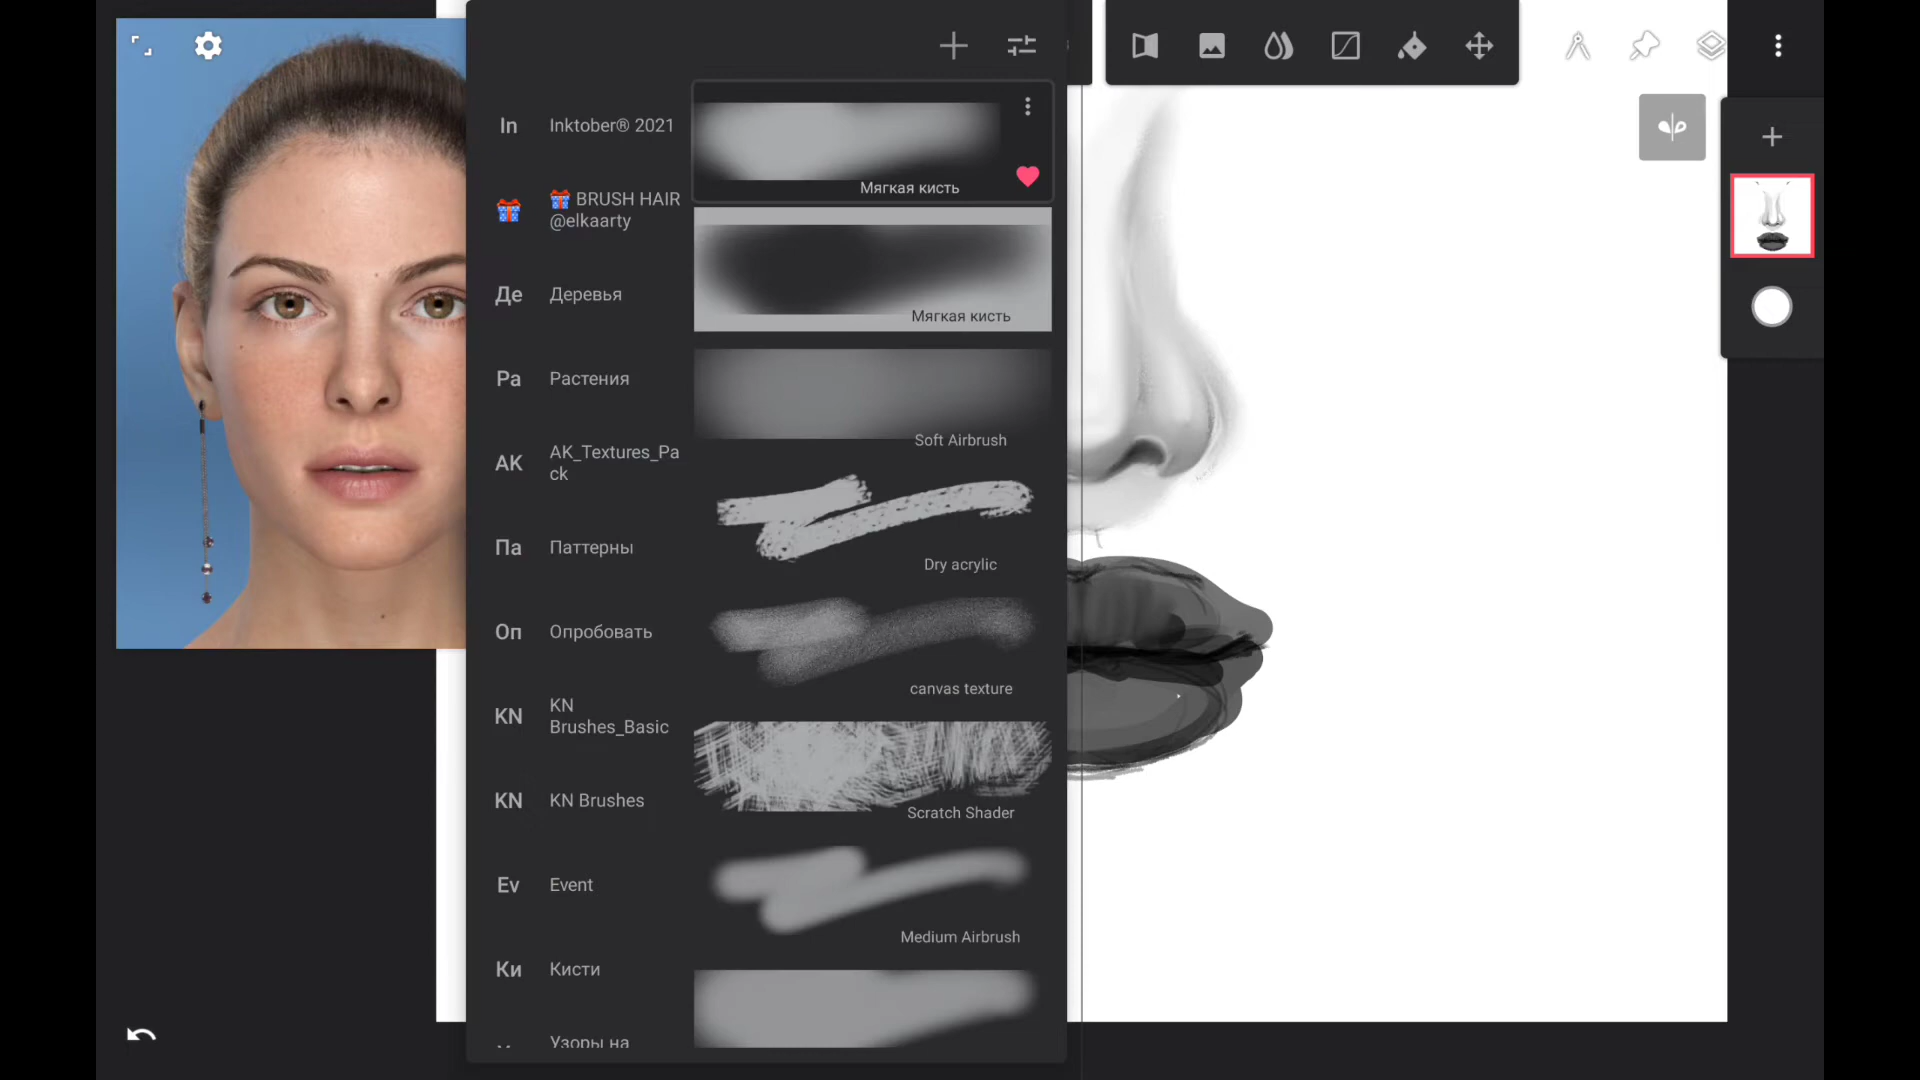 In Inktober® 2021
🎁 BRUSH HAIR
@elkaarty
Де Деревья
Ра Растения
AK AK_Textures_Pa
ck
Па Паттерны
Оп Опробовать
KN KN
Brushes_Basic
KN KN Brushes
Ev Event
Ки Кисти
Узоры на
Мягкая кисть
Мягкая кисть
Soft Airbrush
Dry acrylic
canvas texture
Scratch Shader
Medium Airbrush